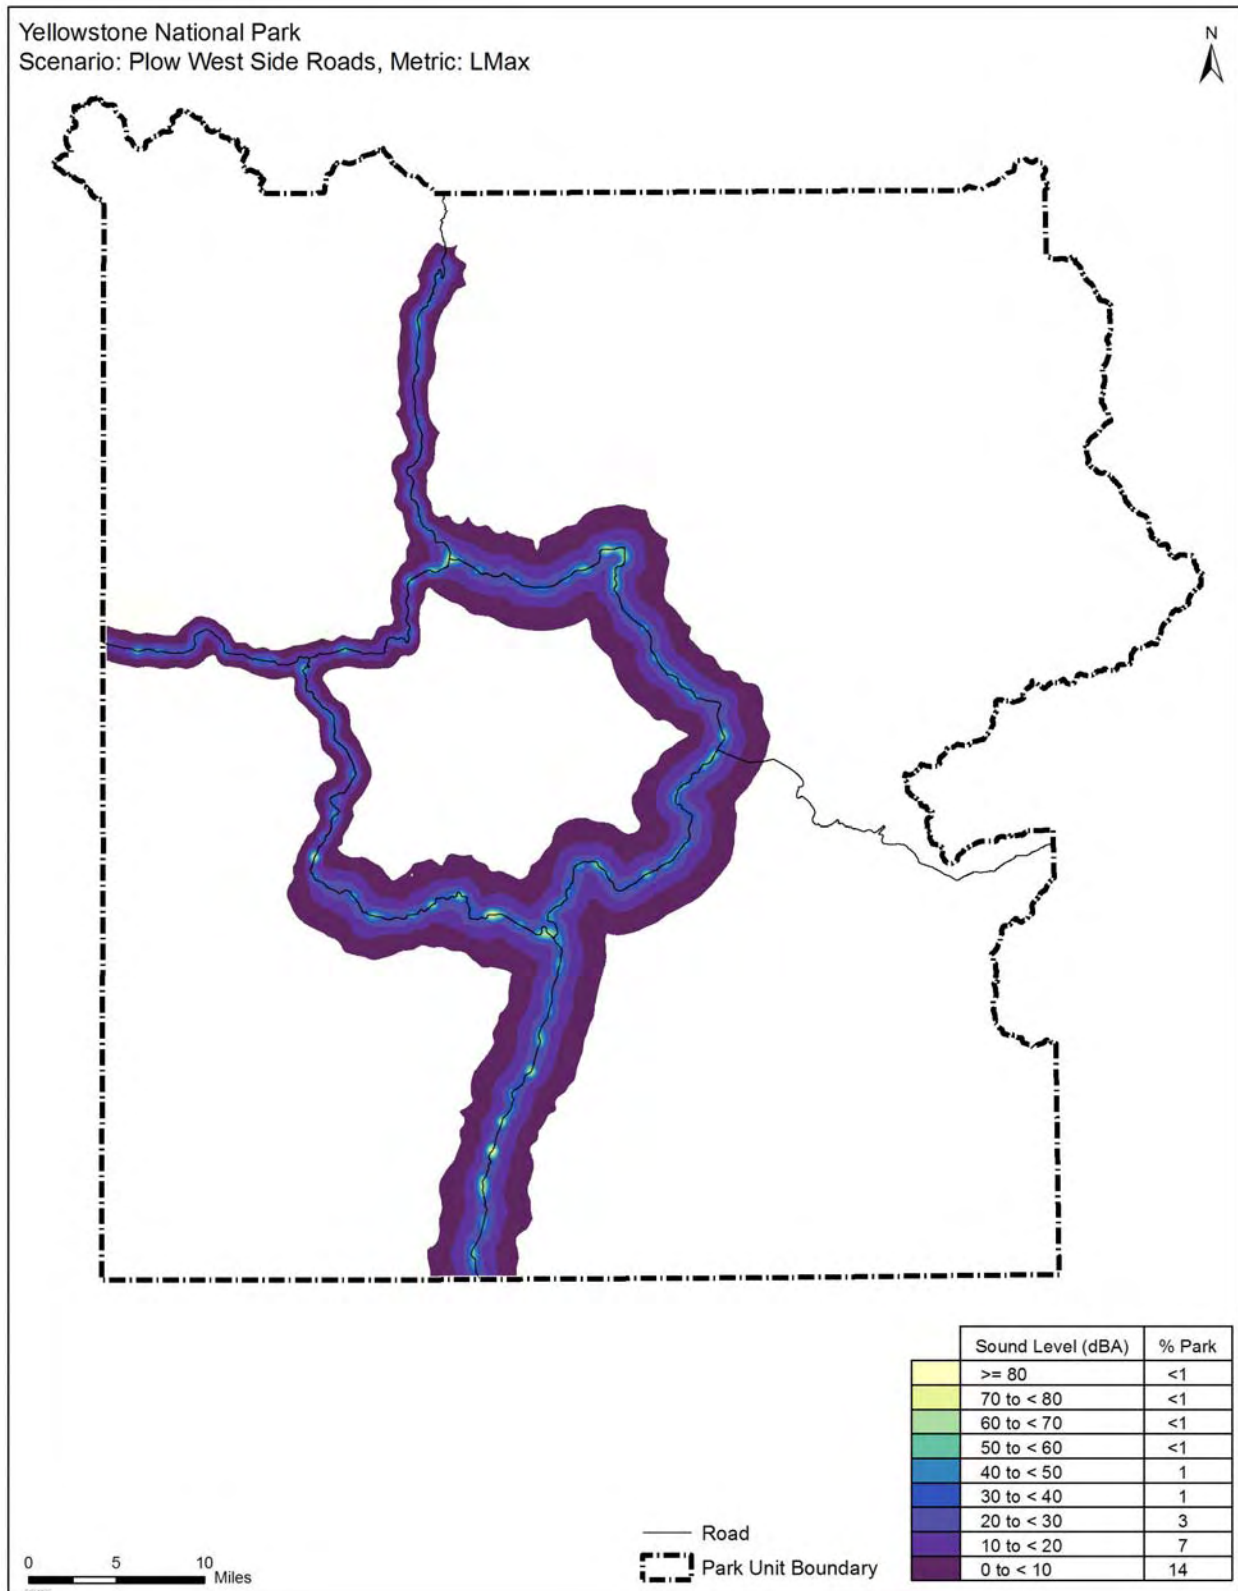 Yellowstone National Park
Scenario: Plow West Side Roads, Metric: LMax
N
Sound Level (dBA) % Park
>= 80 <1
70 to < 80 <1
60 to < 70 <1
50 to < 60 <1
40 to < 50 1
30 to < 40 1
20 to < 30 3
10 to < 20 7
0 to < 10 14
Road
Park Unit Boundary
0 5 10
Miles